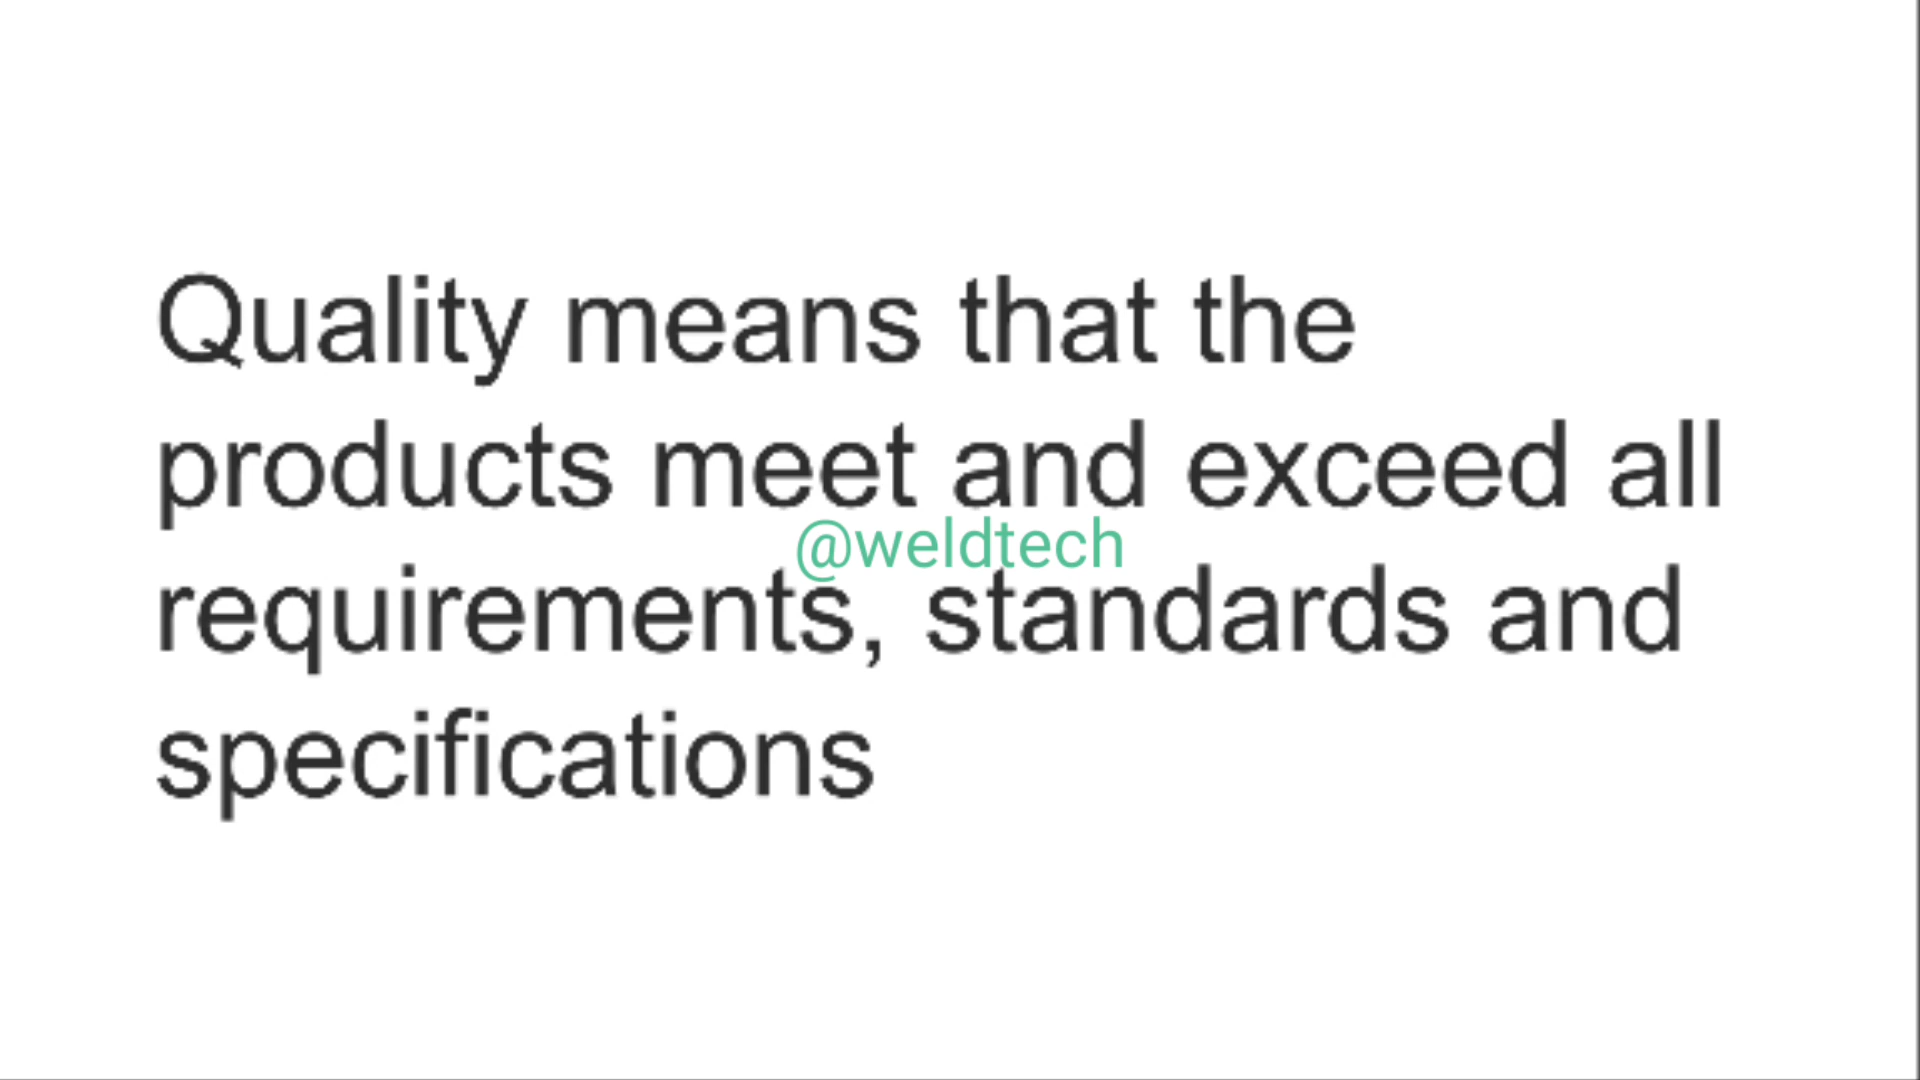 Quality means that the
products meet and exceed all
@weldtech
requirements, standards and
specifications